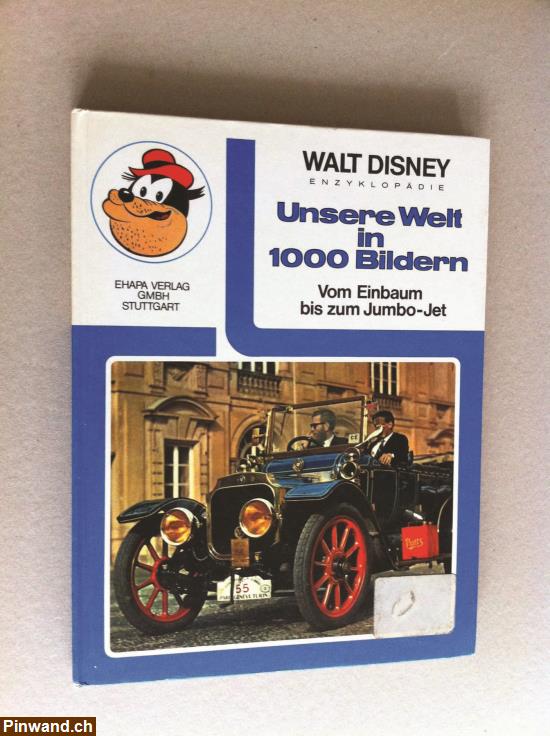 WALT DISNEY
ENZYKLOPÄDIE
Unsere Welt
in
1000 Bildern
Vom Einbaum
bis zum Jumbo-Jet
EHAPA VERLAG
GMBH
STUTTGART
55
Pinwand.ch